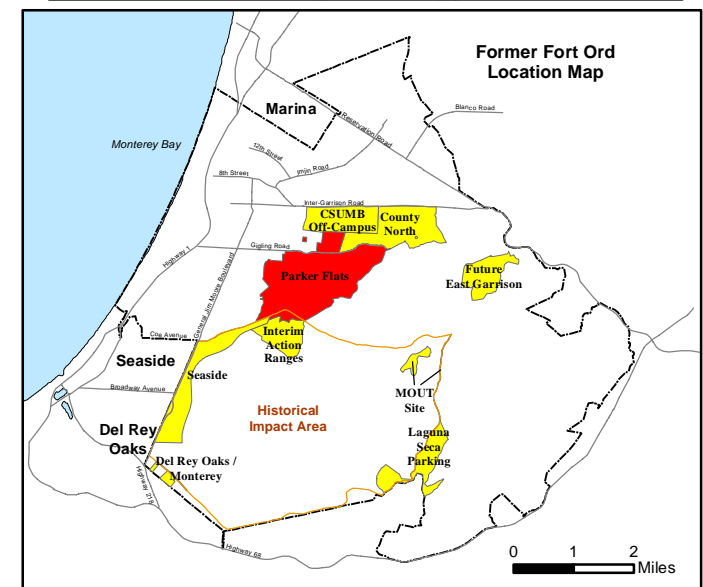 Former Fort Ord
Location Map
Marina
Blanco Road
Reservation Road
Monterey Bay
12th Street
Imjin Road
8th Street
Inter-Garrison Road
CSUMB
Off-Campus
County
North
Gigling Road
Highway 1
General Jim Moore Boulevard
Parker Flats
Future
East Garrison
Coe Avenue
Interim
Action
Ranges
Seaside
Seaside
MOUT
Site
Broadway Avenue
Historical
Impact Area
Del Rey
Oaks
Laguna
Seca
Parking
Del Rey Oaks /
Monterey
Highway 218
Highway 68
0 1 2
Miles